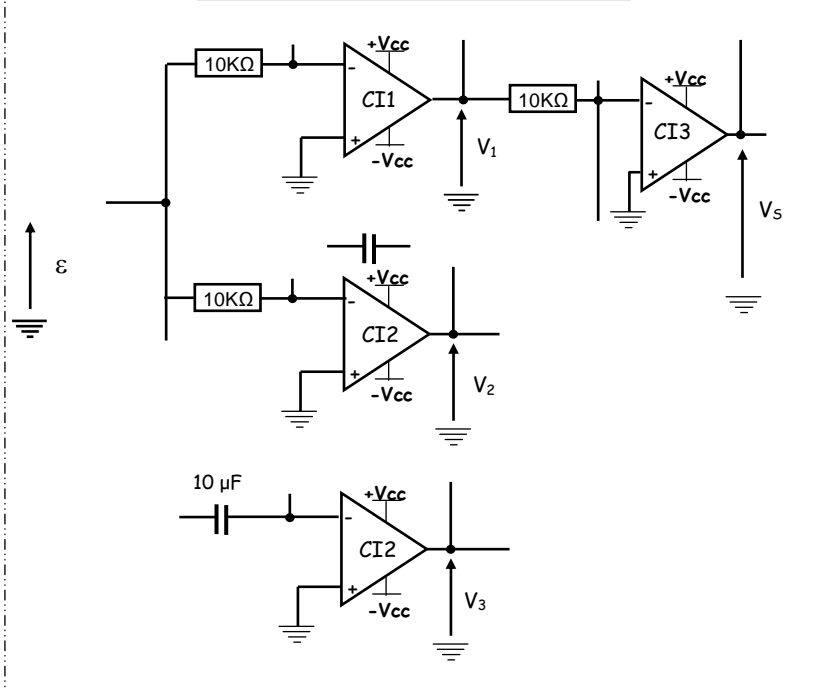 +Vcc
10KΩ
-
CI1
+
-Vcc
V1
10KΩ
+Vcc
-
CI3
+
-Vcc
VS
ε
+Vcc
10KΩ
-
CI2
+
-Vcc
V2
10 µF
+Vcc
-
CI2
+
-Vcc
V3